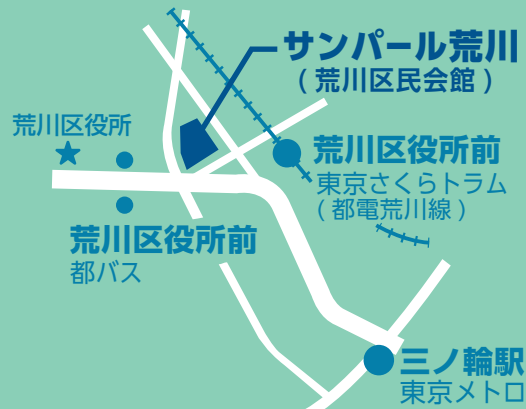 サンパール荒川
( 荒川区民会館 )
荒川区役所
荒川区役所前
東京さくらトラム
( 都電荒川線 )
荒川区役所前
都バス
三ノ輪駅
東京メトロ